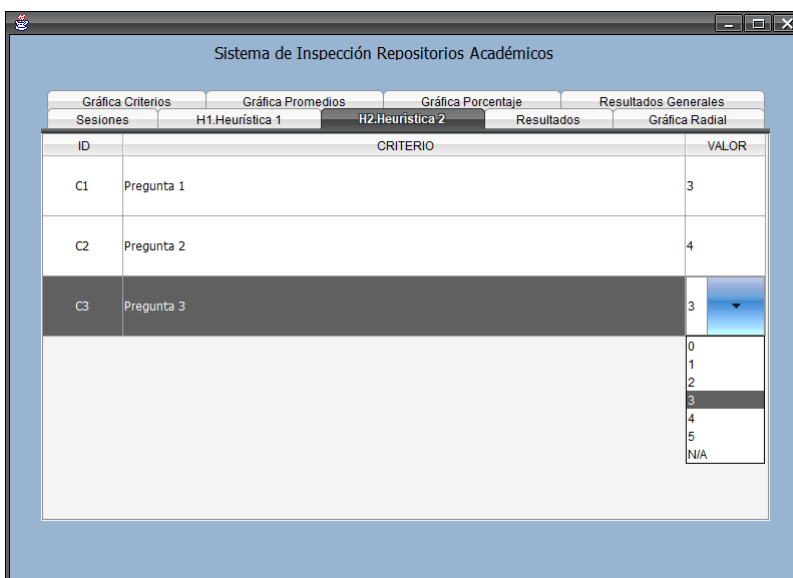 Sistema de Inspección Repositorios Académicos
Gráfica Criterios Gráfica Promedios Gráfica Porcentaje Resultados Generales
Sesiones H1.Heurística 1 H2.Heurística 2 Resultados Gráfica Radial
ID CRITERIO VALOR
C1 Pregunta 1 3
C2 Pregunta 2 4
C3 Pregunta 3 3
0
1
2
3
4
5
N/A